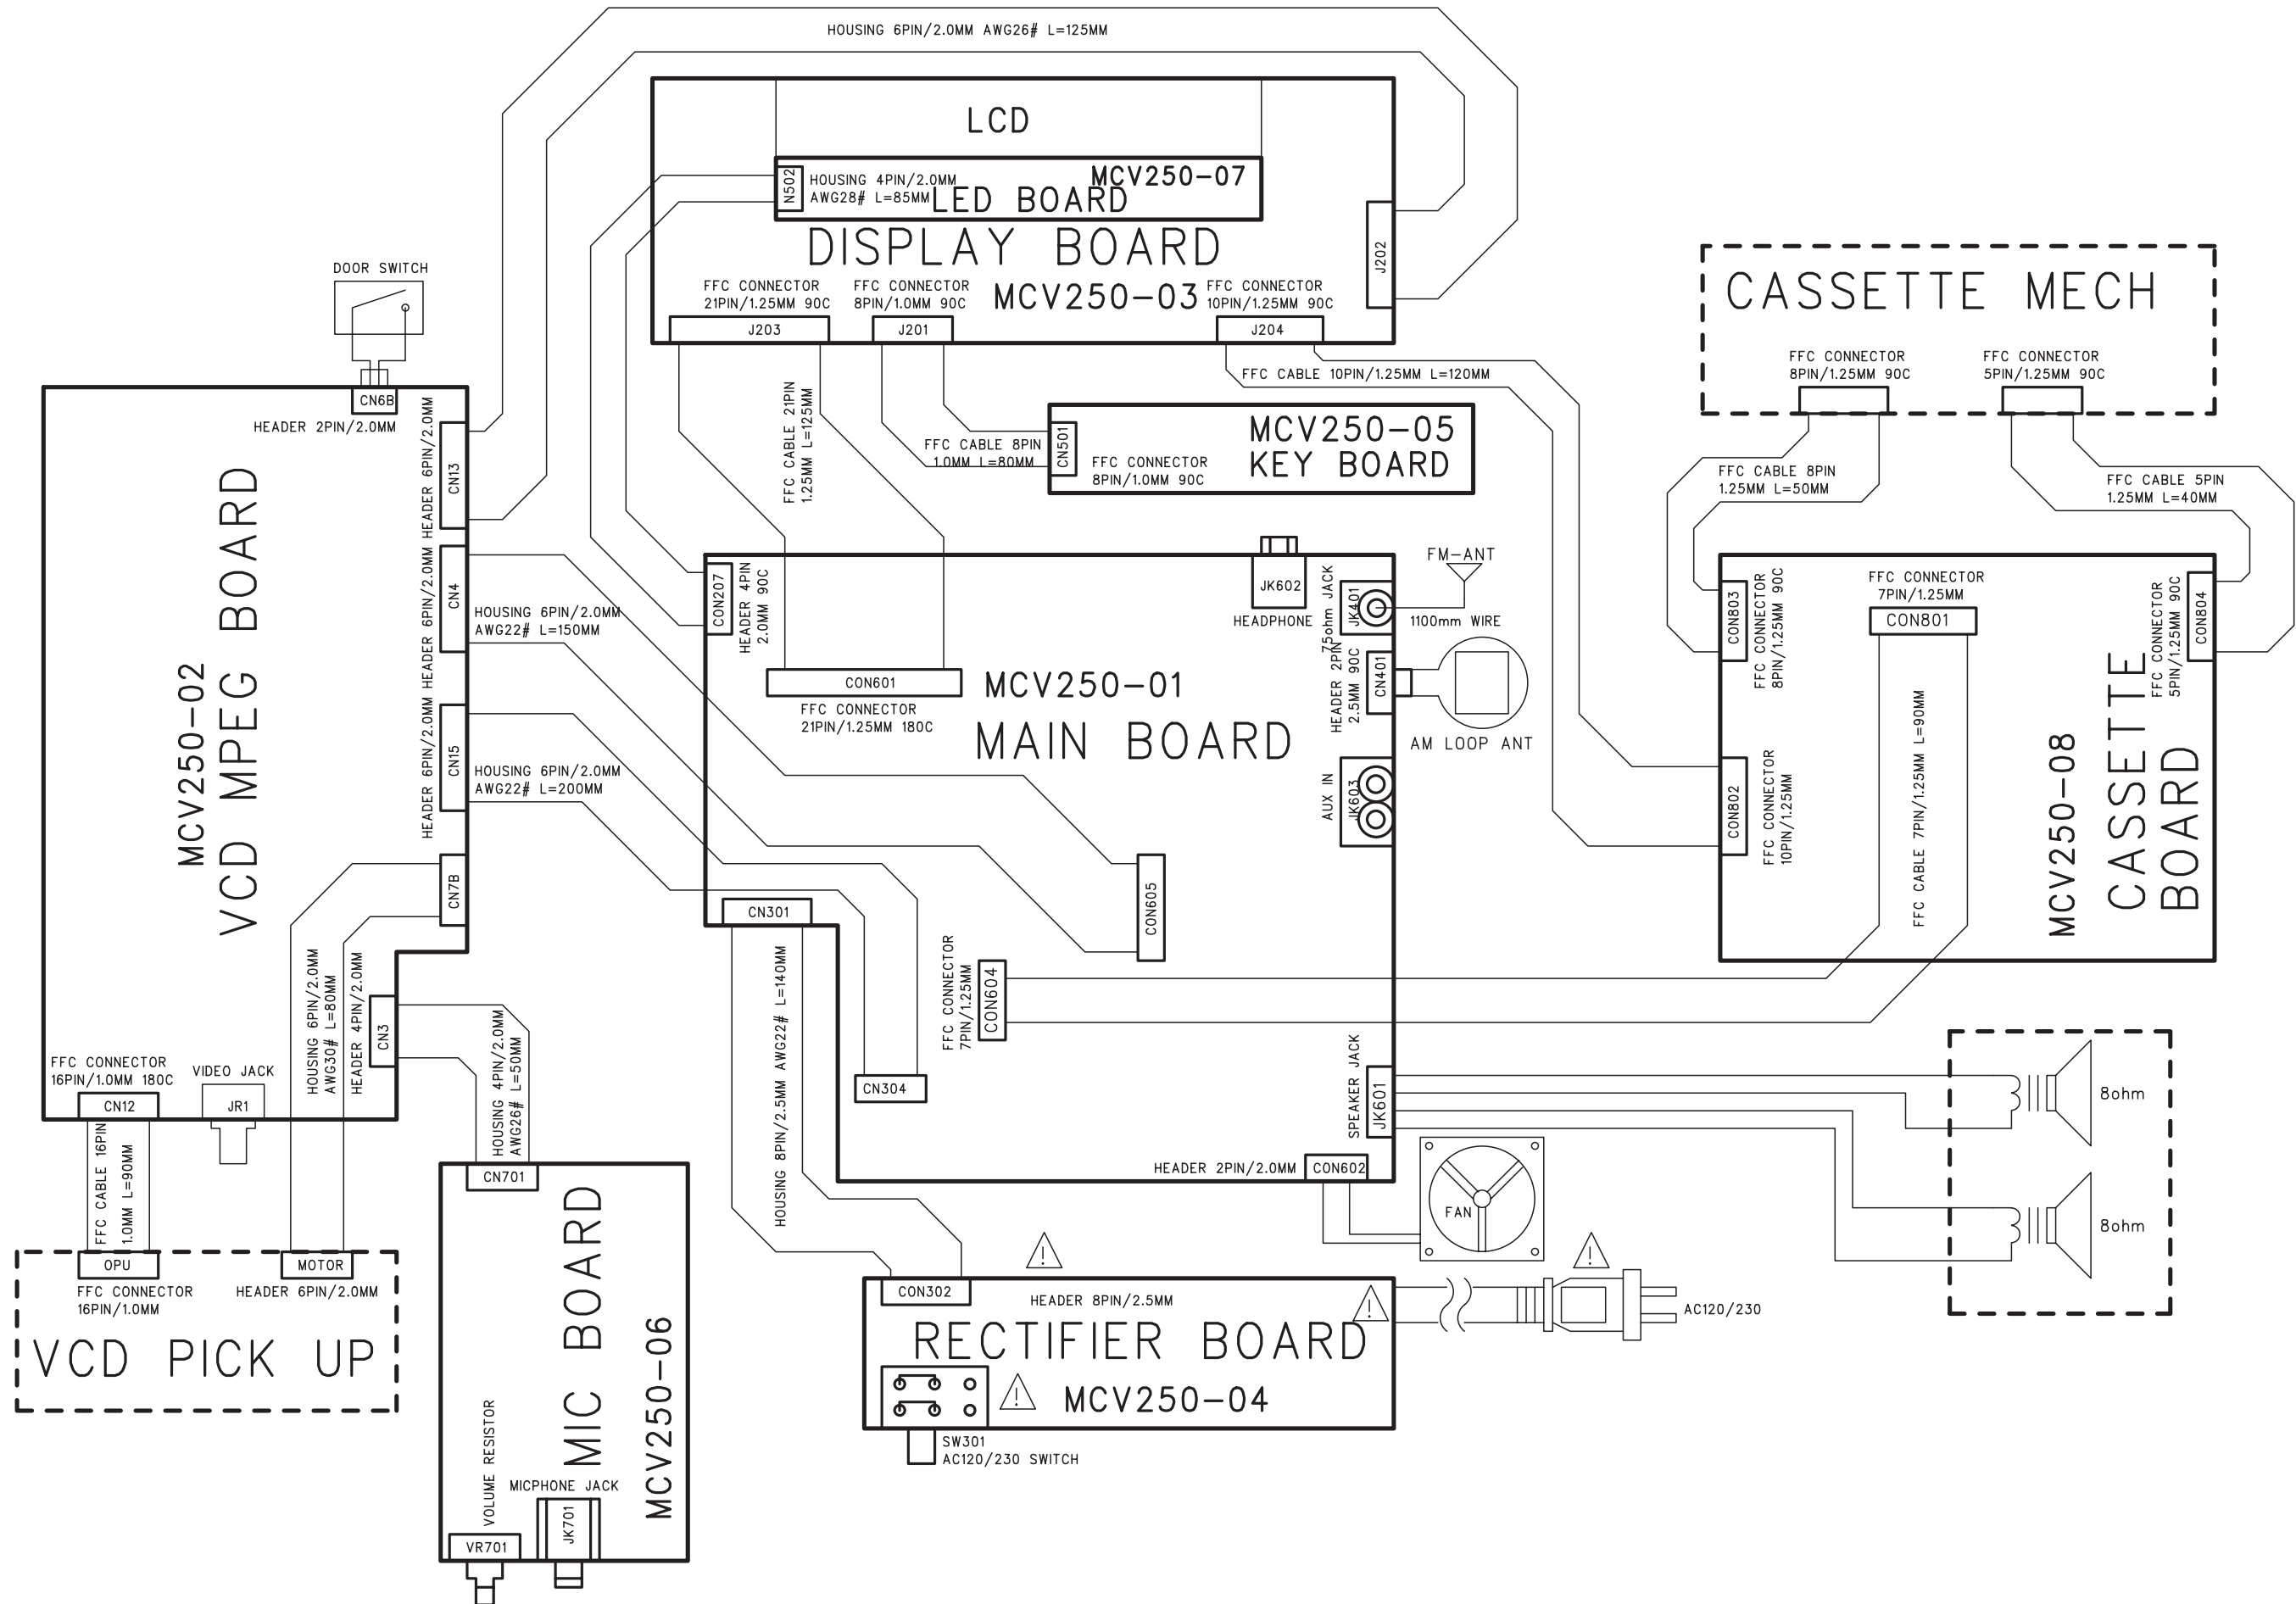 HOUSING 6PIN/2.0MM AWG26# L=125MM
LCD
N502
HOUSING 4PIN/2.0MM
AWG28# L=85MM
MCV250-07
LED BOARD
DISPLAY BOARD
MCV250-03
J202
FFC CONNECTOR
21PIN/1.25MM 90C
J203
FFC CONNECTOR
8PIN/1.0MM 90C
J201
FFC CONNECTOR
10PIN/1.25MM 90C
J204
FFC CABLE 10PIN/1.25MM L=120MM
FFC CABLE 21PIN
1.25MM L=125MM
FFC CABLE 8PIN
1.0MM L=80MM
CN501
FFC CONNECTOR
8PIN/1.0MM 90C
MCV250-05
KEY BOARD
CASSETTE MECH
FFC CONNECTOR
8PIN/1.25MM 90C
FFC CONNECTOR
5PIN/1.25MM 90C
FFC CABLE 8PIN
1.25MM L=50MM
FFC CABLE 5PIN
1.25MM L=40MM
DOOR SWITCH
CN6B
HEADER 2PIN/2.0MM
MCV250-02
VCD MPEG BOARD
HEADER 6PIN/2.0MM
CN13
HEADER 6PIN/2.0MM
CN4
HEADER 6PIN/2.0MM
CN15
CN7B
CN3
HOUSING 6PIN/2.0MM
AWG22# L=150MM
HOUSING 6PIN/2.0MM
AWG22# L=200MM
HOUSING 6PIN/2.0MM
AWG30# L=80MM
HEADER 4PIN/2.0MM
FFC CONNECTOR
16PIN/1.0MM 180C
CN12
VIDEO JACK
JR1
FFC CABLE 16PIN
1.0MM L=90MM
OPU
FFC CONNECTOR
16PIN/1.0MM
MOTOR
HEADER 6PIN/2.0MM
VCD PICK UP
HOUSING 4PIN/2.0MM
AWG26# L=50MM
CN701
MIC BOARD
MCV250-06
VOLUME RESISTOR
VR701
MICPHONE JACK
JK701
CON207
HEADER 4PIN
2.0MM 90C
CON601
FFC CONNECTOR
21PIN/1.25MM 180C
MCV250-01
MAIN BOARD
JK602
HEADPHONE
75ohm JACK
JK401
FM-ANT
1100mm WIRE
HEADER 2PIN
2.5MM 90C
CN401
AM LOOP ANT
AUX IN
JK603
CN301
CON605
FFC CONNECTOR
7PIN/1.25MM
CON604
CN304
SPEAKER JACK
JK601
HEADER 2PIN/2.0MM
CON602
FAN
HOUSING 8PIN/2.5MM AWG22# L=140MM
CON302
HEADER 8PIN/2.5MM
RECTIFIER BOARD
MCV250-04
SW301
AC120/230 SWITCH
AC120/230
!
!
!
!
CON803
FFC CONNECTOR
8PIN/1.25MM 90C
FFC CONNECTOR
7PIN/1.25MM
CON801
FFC CONNECTOR
5PIN/1.25MM 90C
CON804
CON802
FFC CONNECTOR
10PIN/1.25MM
FFC CABLE 7PIN/1.25MM L=90MM
MCV250-08
CASSETTE
BOARD
8ohm
8ohm